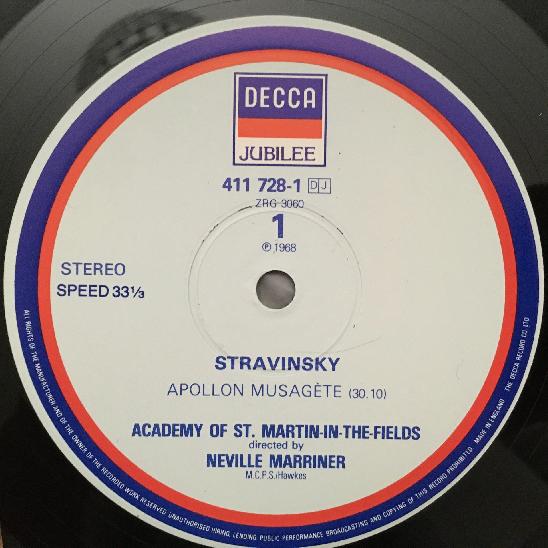 DECCA
JUBILEE
411 728-1 DJ
ZRG 3060
1
℗ 1968
STEREO
SPEED 33⅓
STRAVINSKY
APOLLON MUSAGÈTE (30.10)
ACADEMY OF ST. MARTIN-IN-THE-FIELDS
directed by
NEVILLE MARRINER
M.C.P.S./Hawkes
ALL RIGHTS OF THE MANUFACTURER AND OF THE OWNER OF THE RECORDED WORK RESERVED UNAUTHORISED HIRING, LENDING PUBLIC PERFORMANCE BROADCASTING AND COPYING OF THIS RECORD PROHIBITED MADE IN ENGLAND THE DECCA RECORD CO LTD